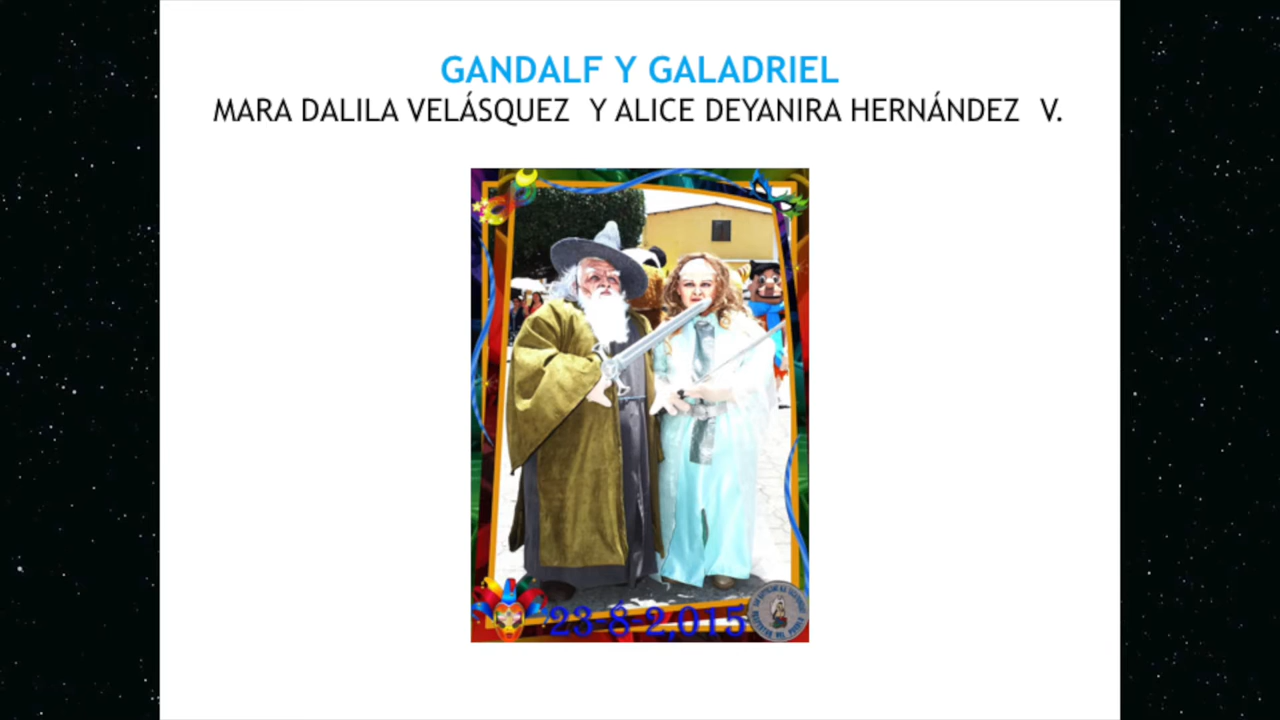 GANDALF Y GALADRIEL
MARA DALILA VELÁSQUEZ Y ALICE DEYANIRA HERNÁNDEZ V.
23-8-2,015